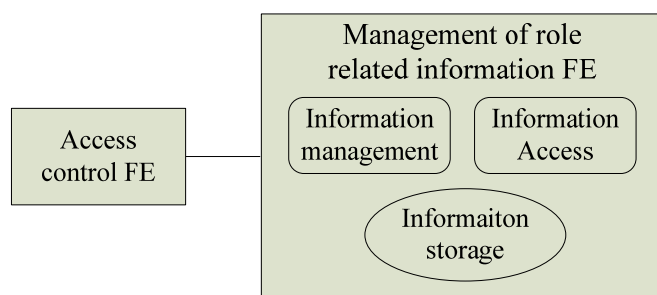 Access
control FE
Management of role
related information FE
Information
management
Information
Access
Informaiton
storage